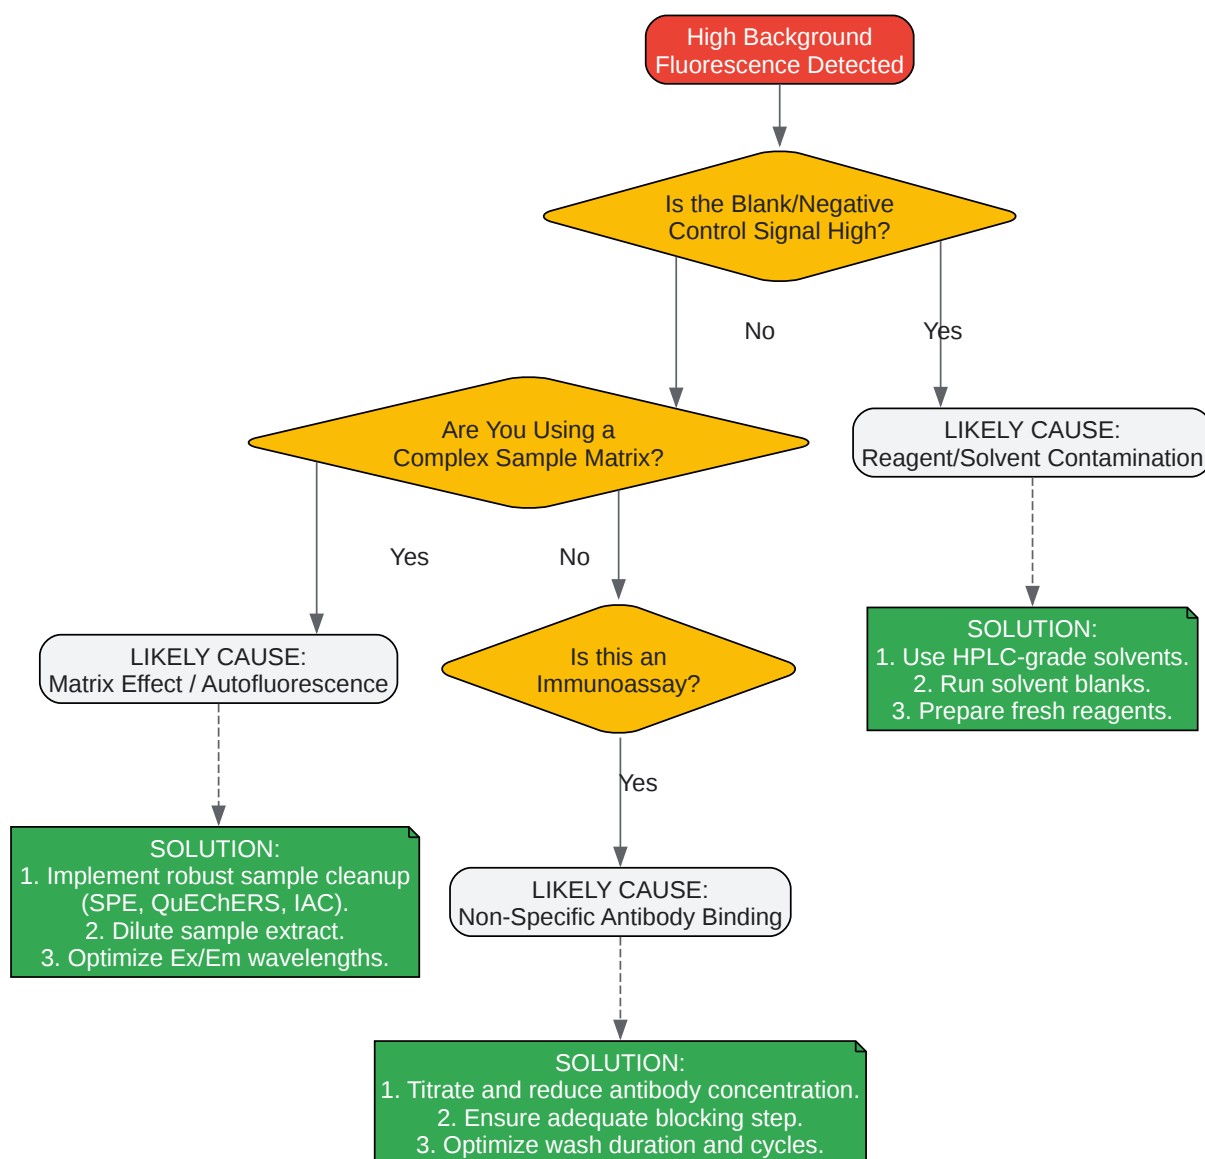 High Background
Fluorescence Detected
Is the Blank/Negative
Control Signal High?
No
Yes
Are You Using a
Complex Sample Matrix?
LIKELY CAUSE:
Reagent/Solvent Contamination
Yes
No
SOLUTION:
1. Use HPLC-grade solvents.
2. Run solvent blanks.
3. Prepare fresh reagents.
LIKELY CAUSE:
Matrix Effect / Autofluorescence
Is this an
Immunoassay?
Yes
SOLUTION:
1. Implement robust sample cleanup
(SPE, QuEChERS, IAC).
2. Dilute sample extract.
3. Optimize Ex/Em wavelengths.
LIKELY CAUSE:
Non-Specific Antibody Binding
SOLUTION:
1. Titrate and reduce antibody concentration.
2. Ensure adequate blocking step.
3. Optimize wash duration and cycles.